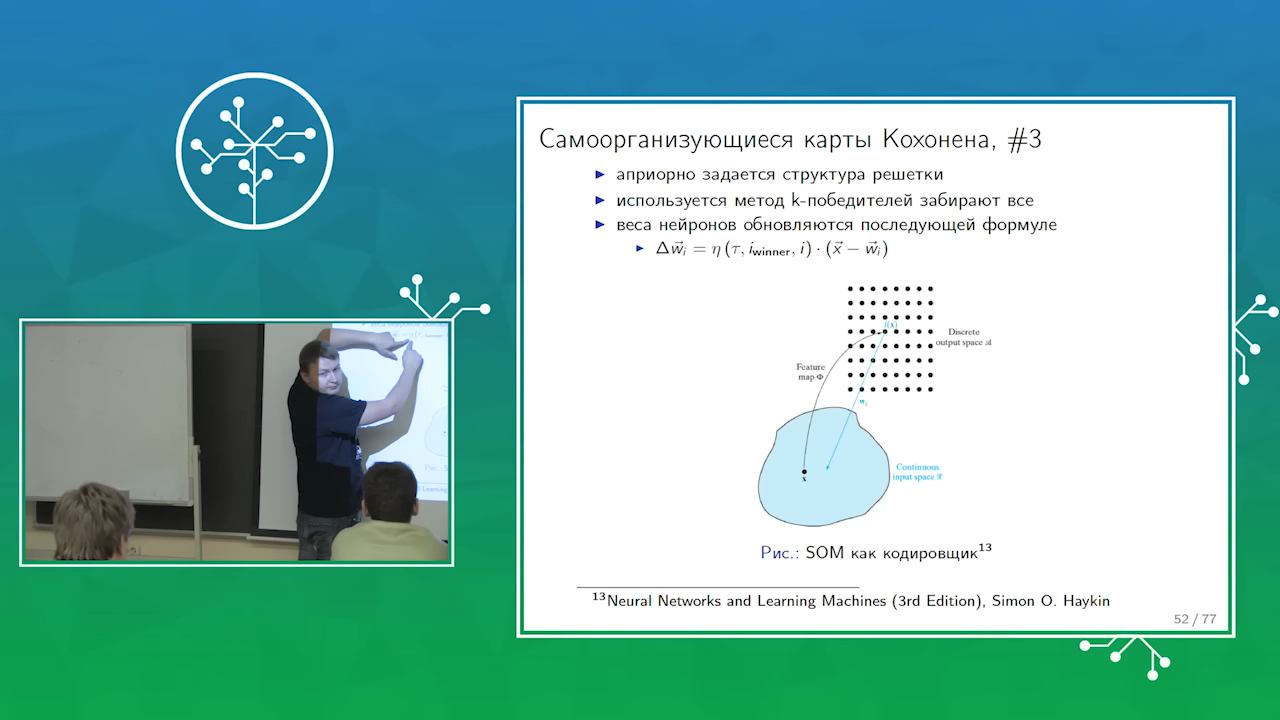 Самоорганизующиеся карты Кохонена, #3
▶ априорно задается структура решетки
▶ используется метод k-победителей забирают все
▶ веса нейронов обновляются последующей формуле
▶ Δw⃗ᵢ = η (τ, i_winner, i) · (x⃗ − w⃗ᵢ)
i(x)
Discrete
output space 𝒜
Feature
map Φ
wᵢ
Continuous
input space 𝒳
x
Рис.: SOM как кодировщик¹³
¹³Neural Networks and Learning Machines (3rd Edition), Simon O. Haykin
52 / 77